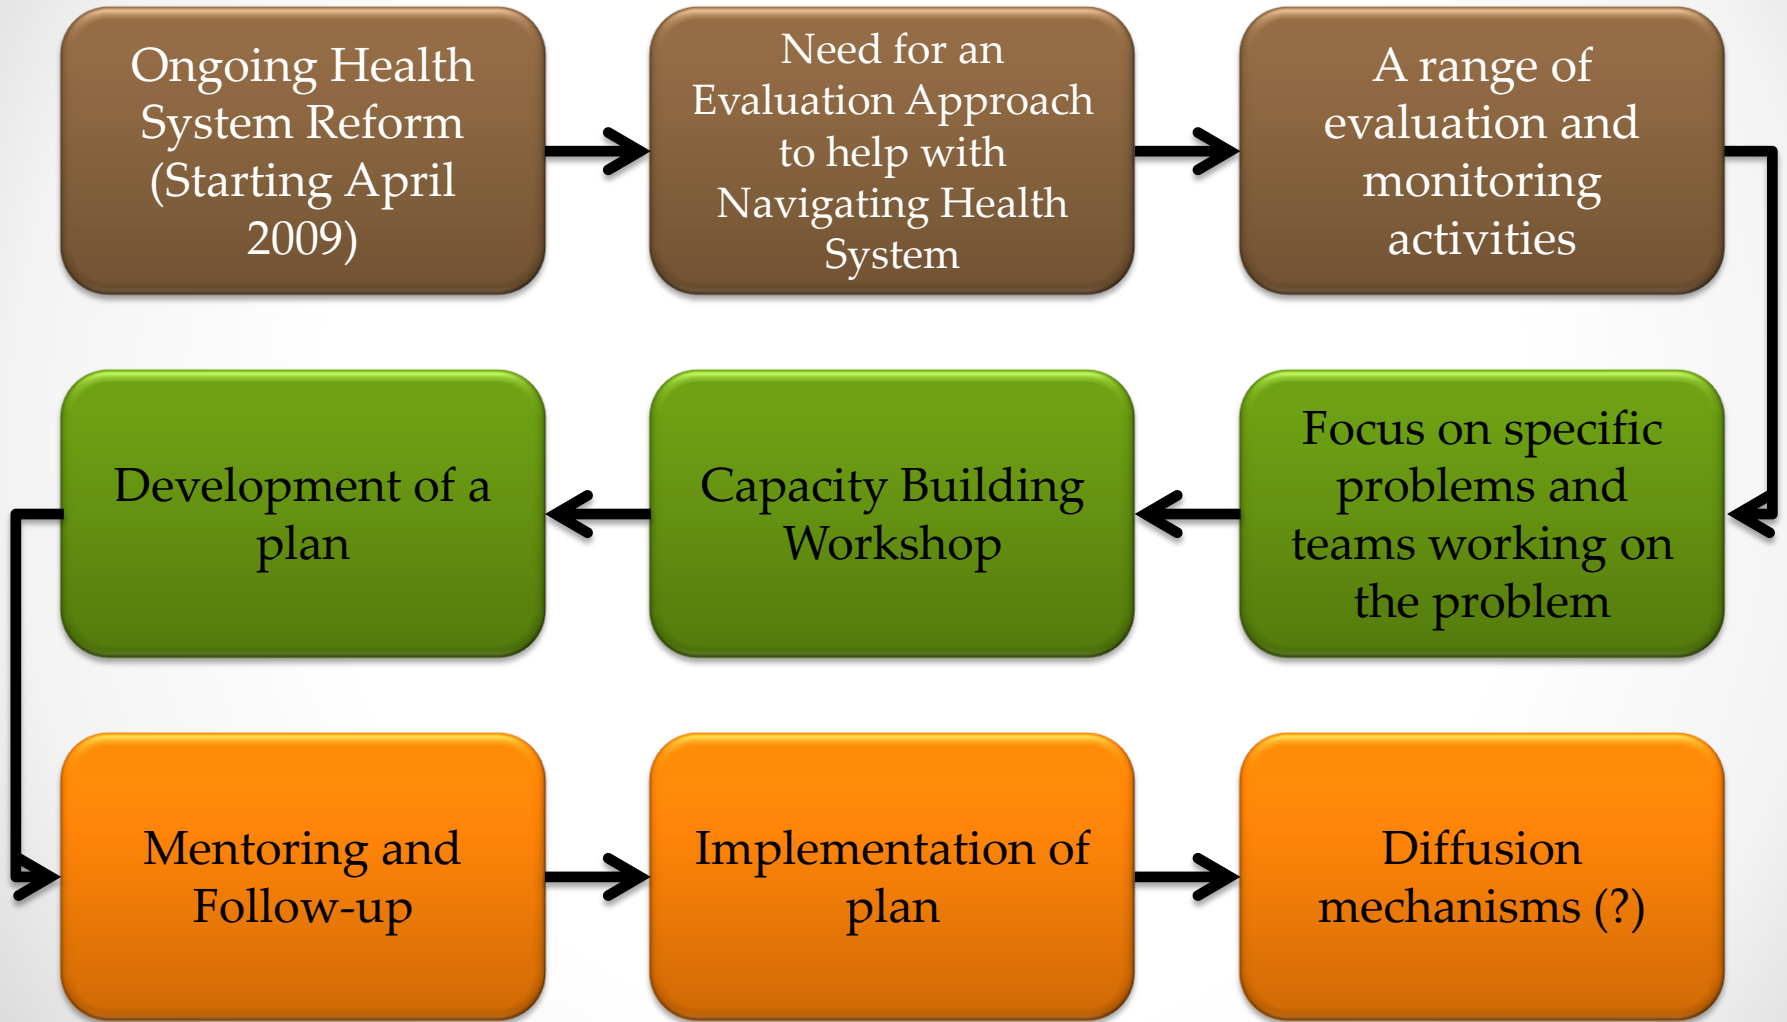 Ongoing Health
System Reform
(Starting April
2009)
Need for an
Evaluation Approach
to help with
Navigating Health
System
A range of
evaluation and
monitoring
activities
Focus on specific
problems and
teams working on
the problem
Capacity Building
Workshop
Development of a
plan
Mentoring and
Follow-up
Implementation of
plan
Diffusion
mechanisms (?)